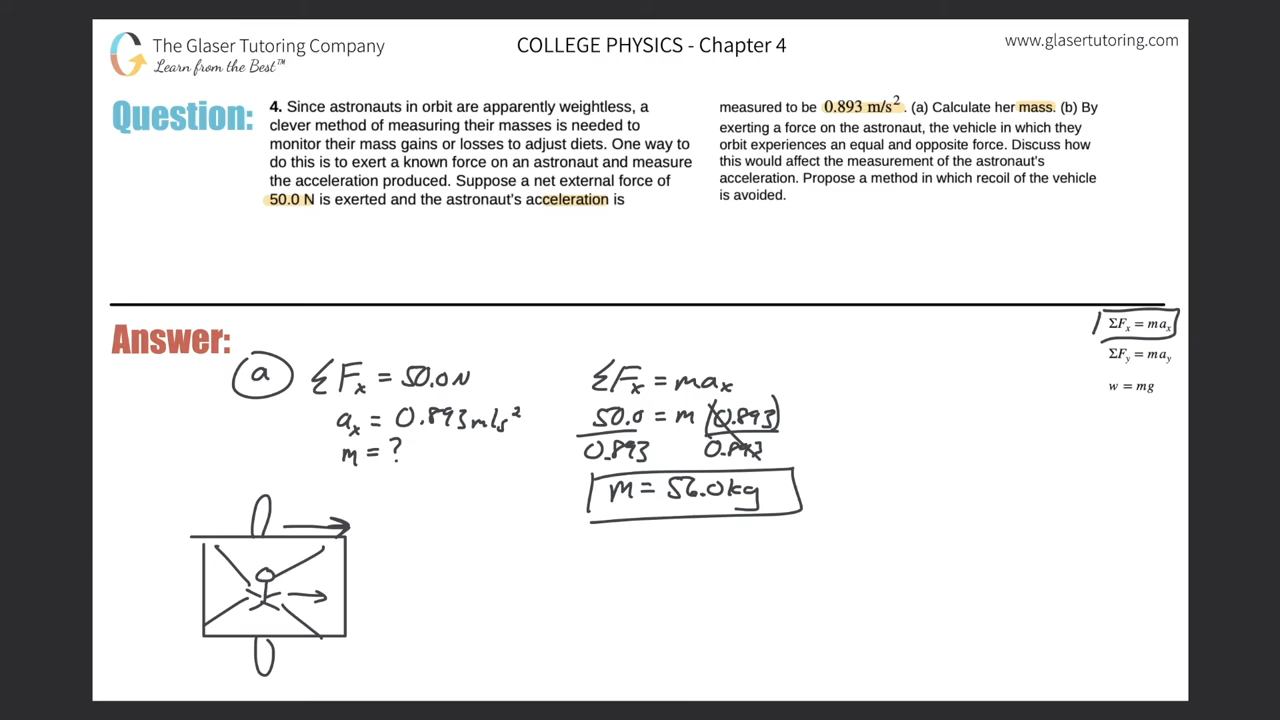 The Glaser Tutoring Company
Learn from the Best™
COLLEGE PHYSICS - Chapter 4
www.glasertutoring.com
Question:
4. Since astronauts in orbit are apparently weightless, a
clever method of measuring their masses is needed to
monitor their mass gains or losses to adjust diets. One way to
do this is to exert a known force on an astronaut and measure
the acceleration produced. Suppose a net external force of
50.0 N is exerted and the astronaut's acceleration is
measured to be 0.893 m/s². (a) Calculate her mass. (b) By
exerting a force on the astronaut, the vehicle in which they
orbit experiences an equal and opposite force. Discuss how
this would affect the measurement of the astronaut's
acceleration. Propose a method in which recoil of the vehicle
is avoided.
Answer:
ΣFx = max
ΣFy = may
w = mg
a
ΣFx = 50.0N
ax = 0.893m/s²
m = ?
ΣFx = max
50.0 = m (0.893)
0.893 0.893
m = 56.0kg